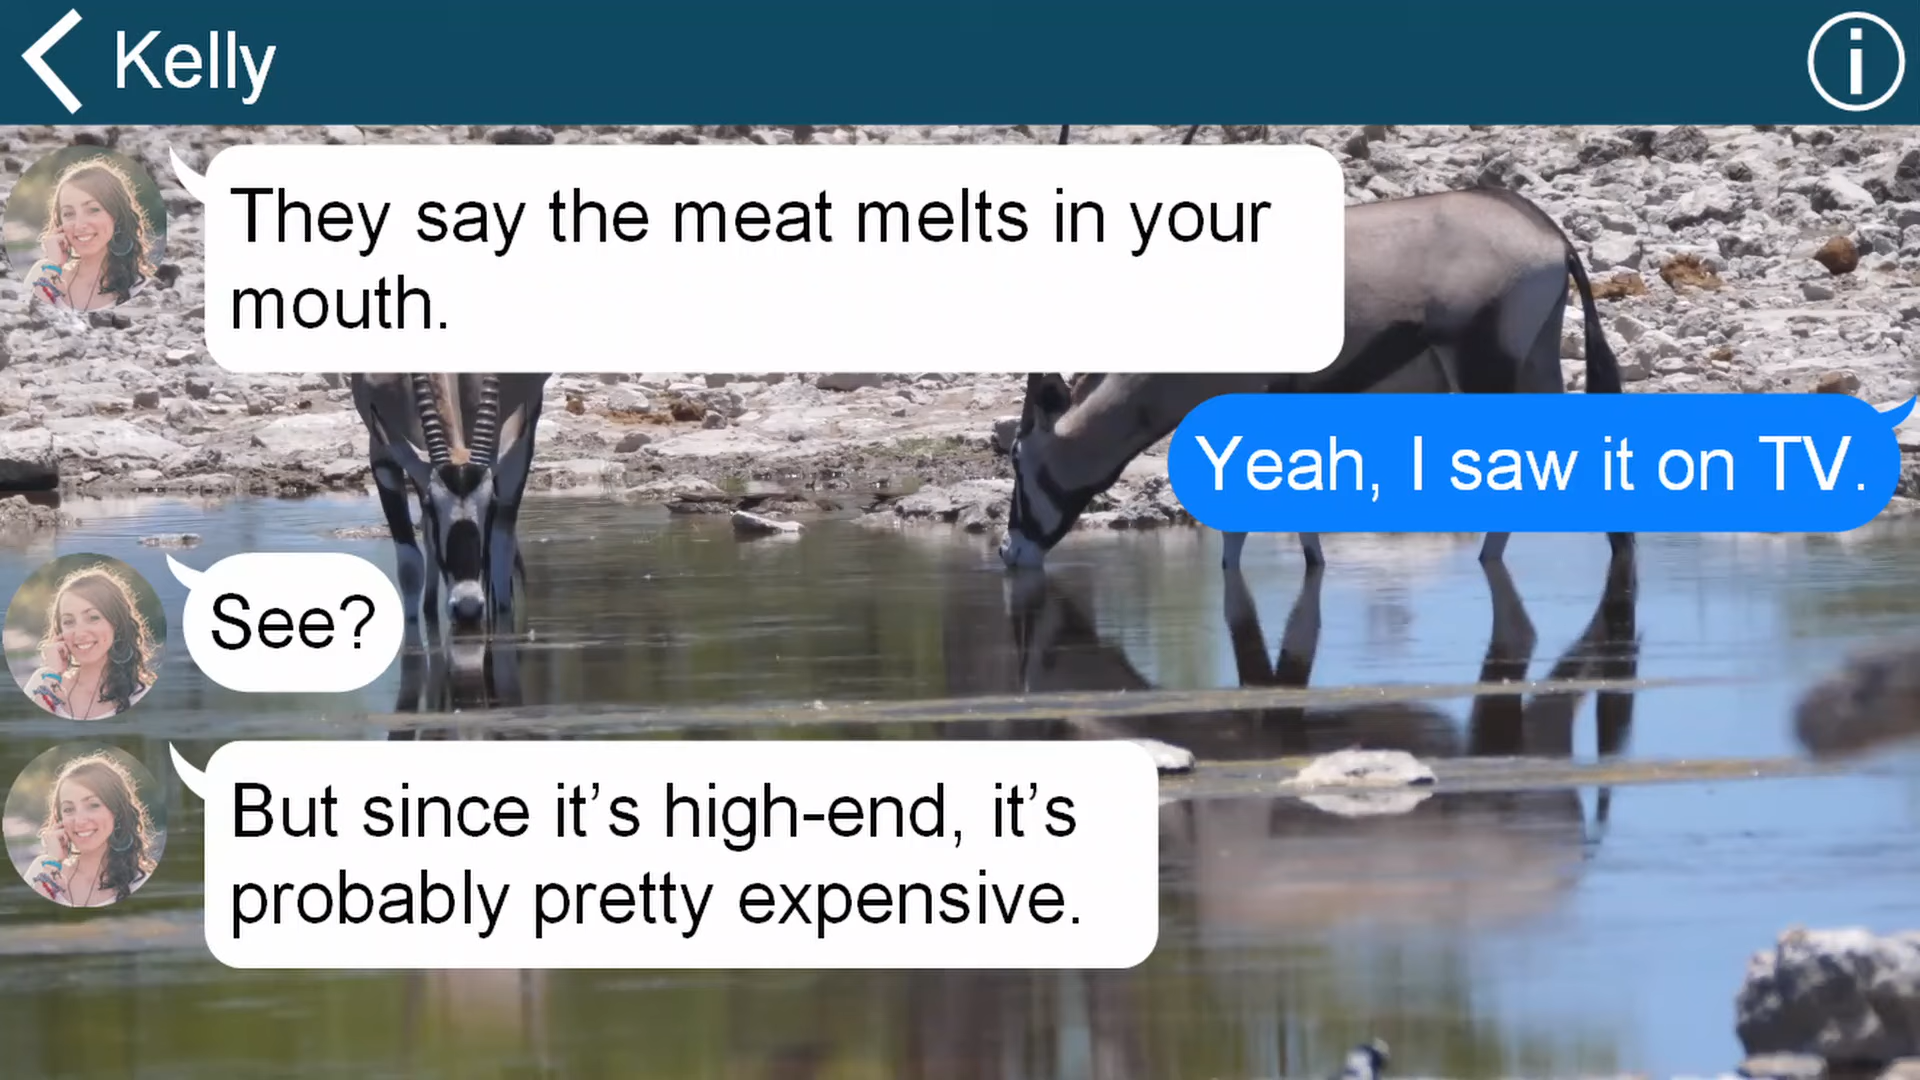 Kelly
They say the meat melts in your
mouth.
Yeah, I saw it on TV.
See?
But since it’s high-end, it’s
probably pretty expensive.